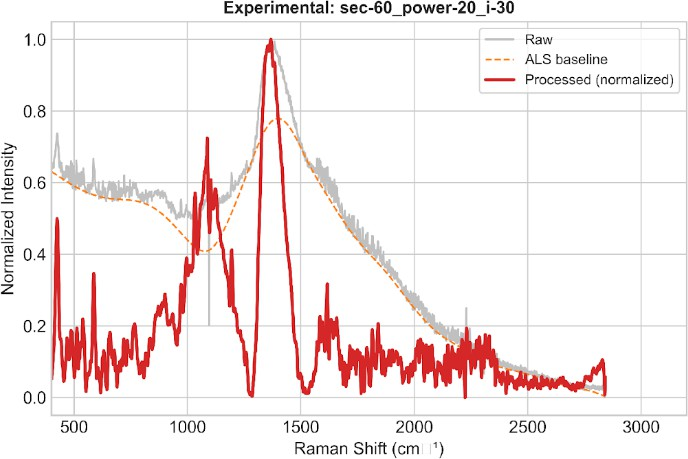 Experimental: sec-60_power-20_i-30
Raw
ALS baseline
Processed (normalized)
Normalized Intensity
1.0
0.8
0.6
0.4
0.2
0.0
500
1000
1500
2000
2500
3000
Raman Shift (cm▯▯¹)